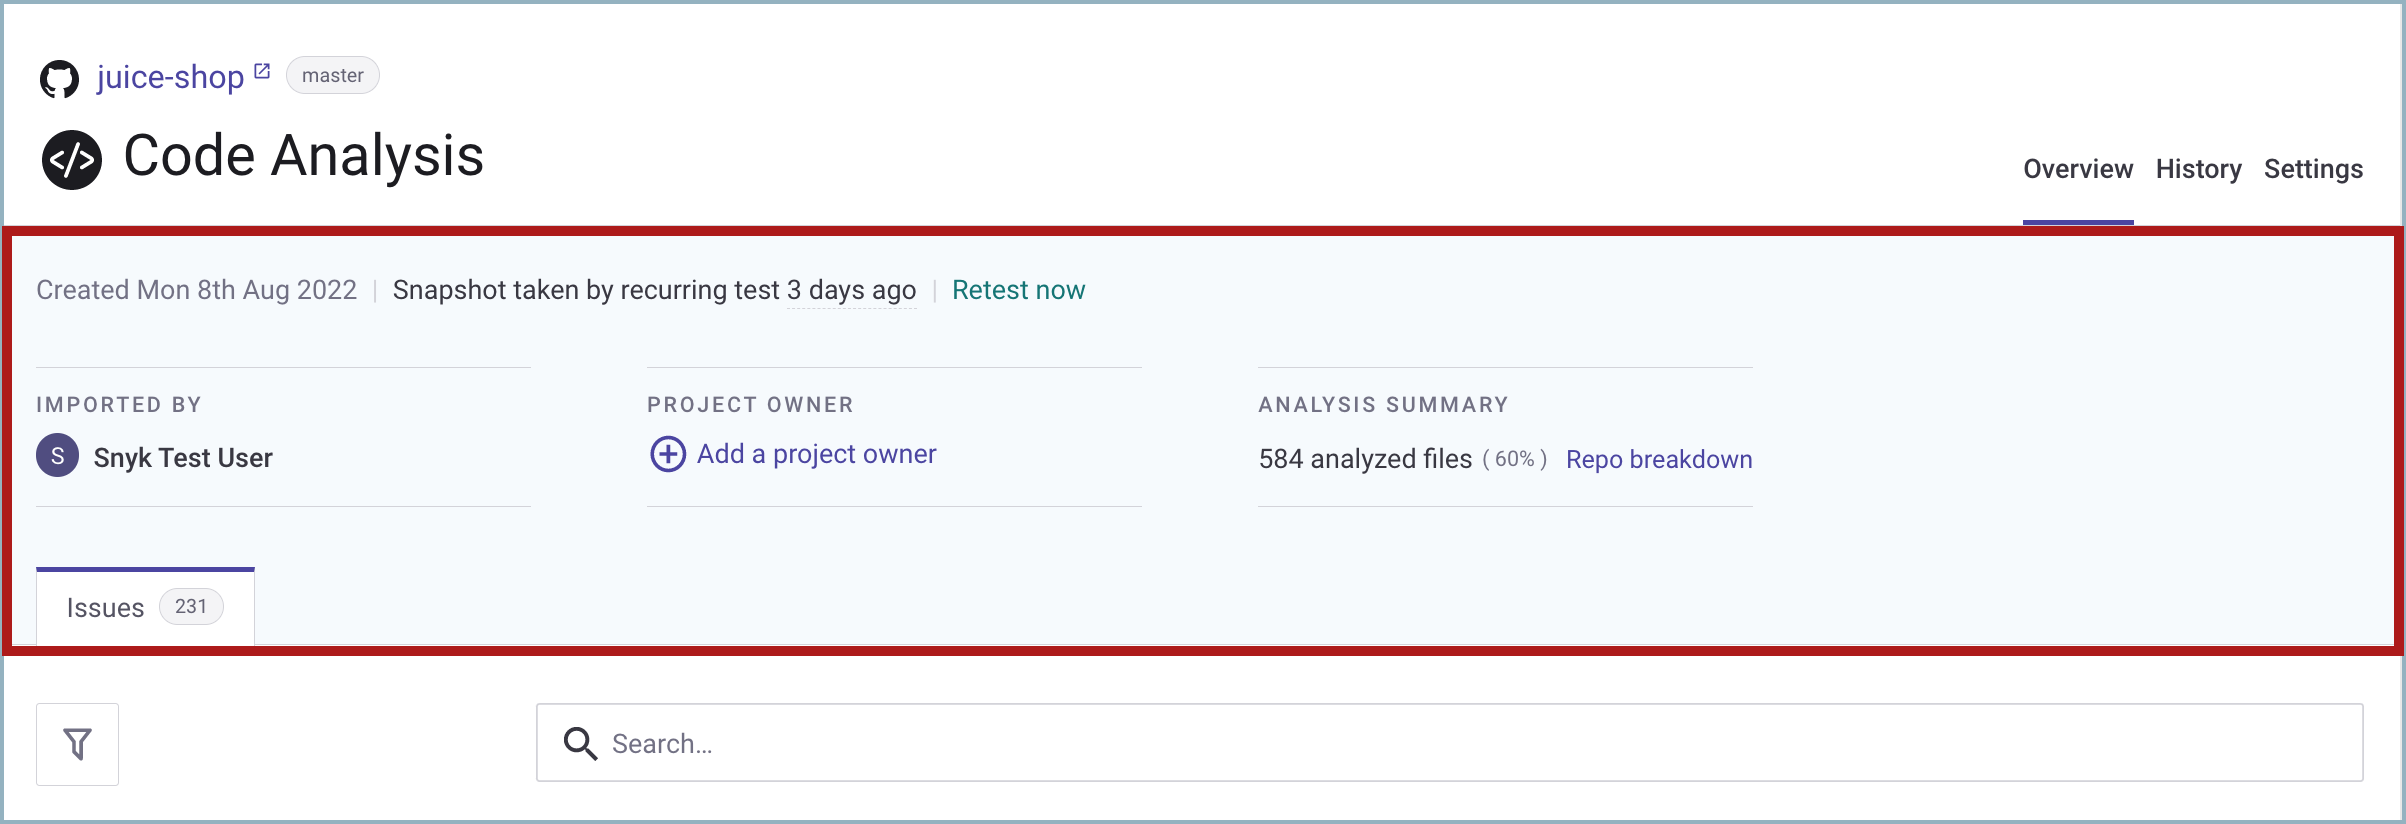 juice-shop master
Code Analysis
Overview History Settings
Created Mon 8th Aug 2022 | Snapshot taken by recurring test 3 days ago | Retest now
IMPORTED BY
S Snyk Test User
PROJECT OWNER
Add a project owner
ANALYSIS SUMMARY
584 analyzed files ( 60% ) Repo breakdown
Issues 231
Search...